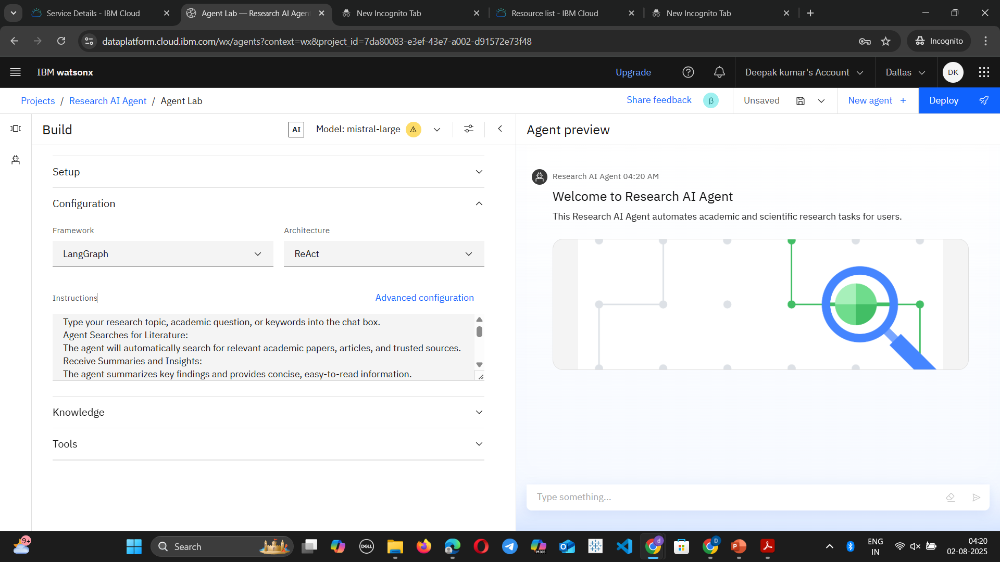 Service Details - IBM Cloud
Agent Lab — Research AI Agen
New Incognito Tab
Resource list - IBM Cloud
New Incognito Tab
dataplatform.cloud.ibm.com/wx/agents?context=wx&project_id=7da80083-e3ef-43e7-a002-d91572e73f48
Incognito
IBM watsonx
Upgrade
Deepak kumar's Account
Dallas
DK
Projects / Research AI Agent / Agent Lab
Share feedback
β
Unsaved
New agent +
Deploy
Build
AI
Model: mistral-large
Agent preview
Setup
Configuration
Framework
Architecture
LangGraph
ReAct
Instructions
Advanced configuration
Type your research topic, academic question, or keywords into the chat box.
Agent Searches for Literature:
The agent will automatically search for relevant academic papers, articles, and trusted sources.
Receive Summaries and Insights:
The agent summarizes key findings and provides concise, easy-to-read information.
Knowledge
Tools
Research AI Agent 04:20 AM
Welcome to Research AI Agent
This Research AI Agent automates academic and scientific research tasks for users.
Type something...
9+
Search
DELL
M365
d
D
P
ENG
IN
04:20
02-08-2025